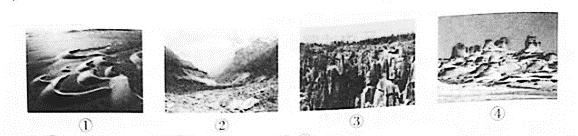 ① ② ③ ④